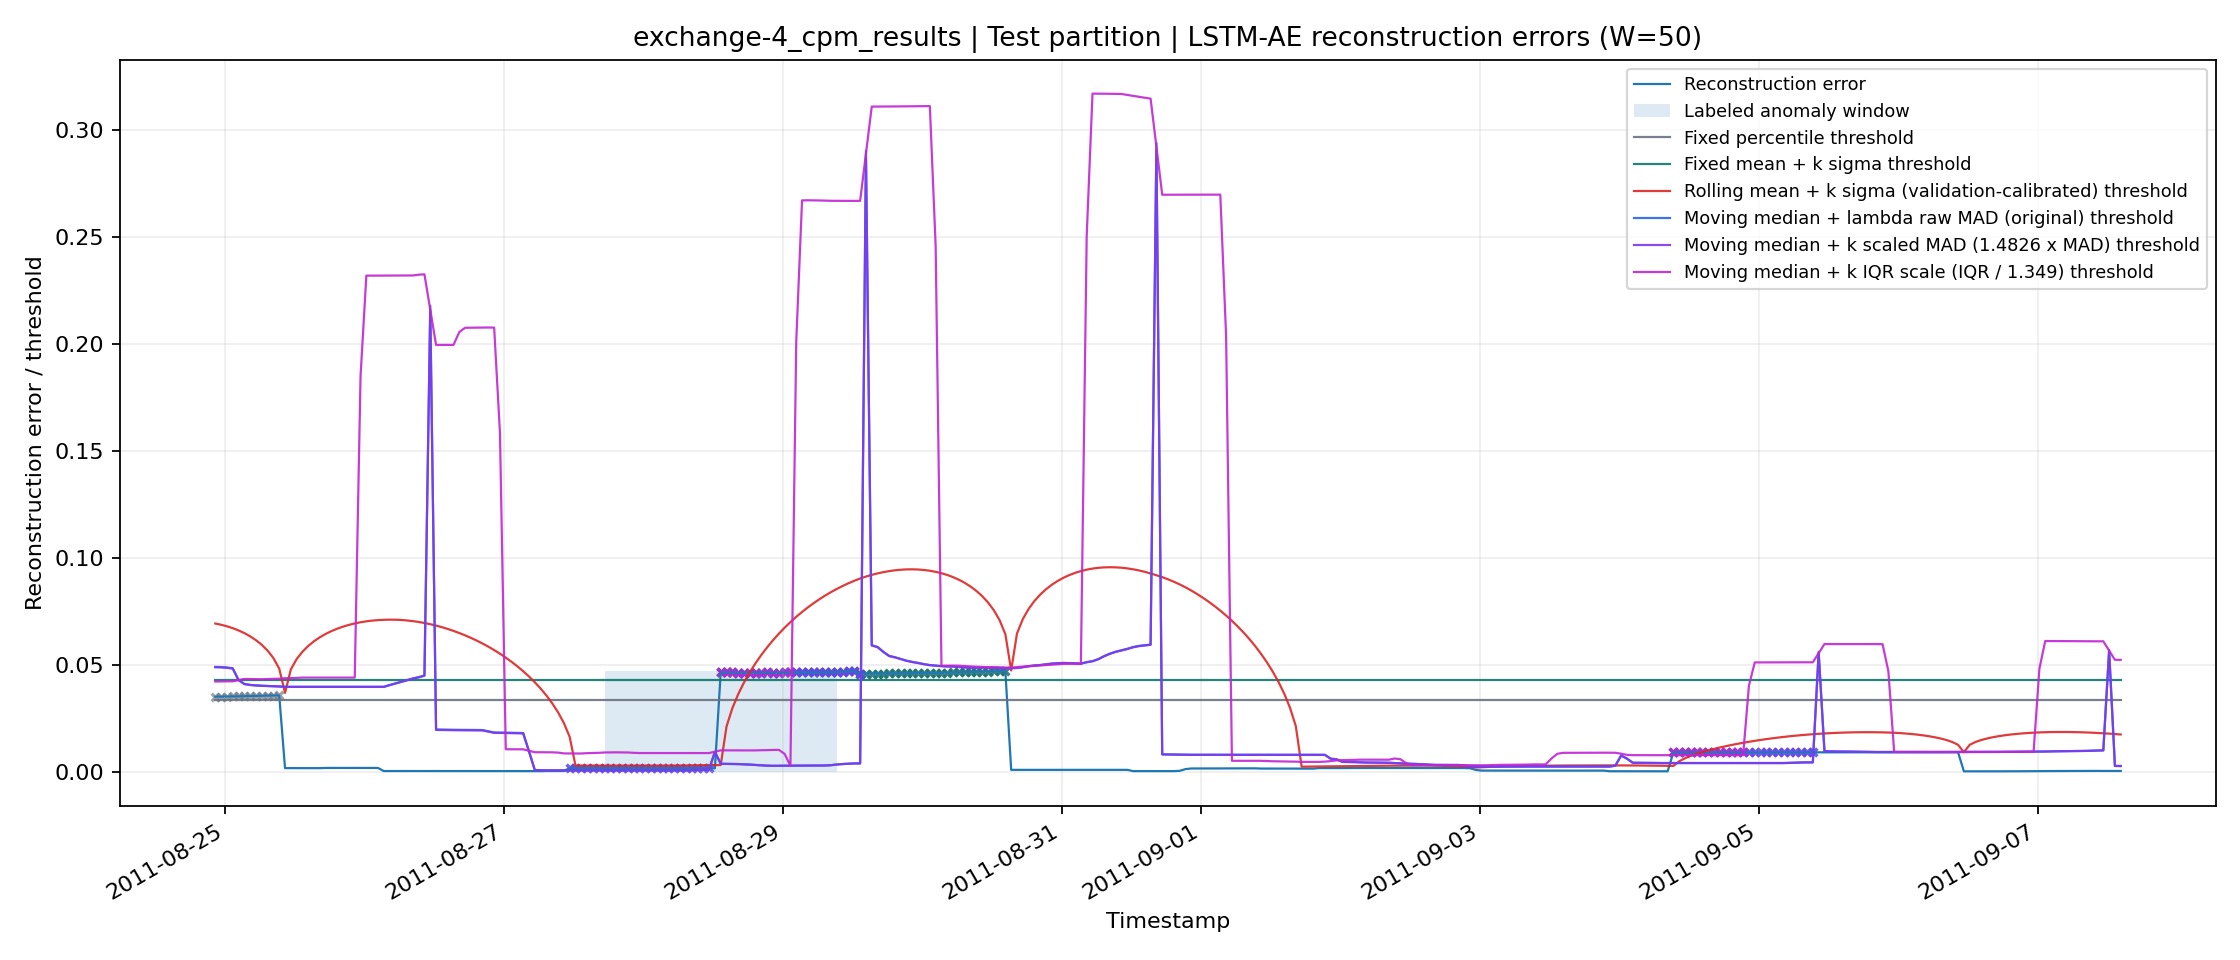 exchange-4_cpm_results | Test partition | LSTM-AE reconstruction errors (W=50)
Reconstruction error
Labeled anomaly window
Fixed percentile threshold
Fixed mean + k sigma threshold
Rolling mean + k sigma (validation-calibrated) threshold
Moving median + lambda raw MAD (original) threshold
Moving median + k scaled MAD (1.4826 x MAD) threshold
Moving median + k IQR scale (IQR / 1.349) threshold
Reconstruction error / threshold
0.30
0.25
0.20
0.15
0.10
0.05
0.00
2011-08-25
2011-08-27
2011-08-29
2011-08-31
2011-09-01
2011-09-03
2011-09-05
2011-09-07
Timestamp